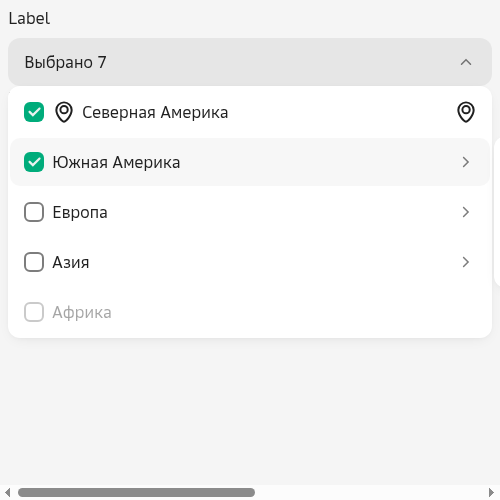 Label
Выбрано 7
Северная Америка
Южная Америка
Европа
Азия
Африка